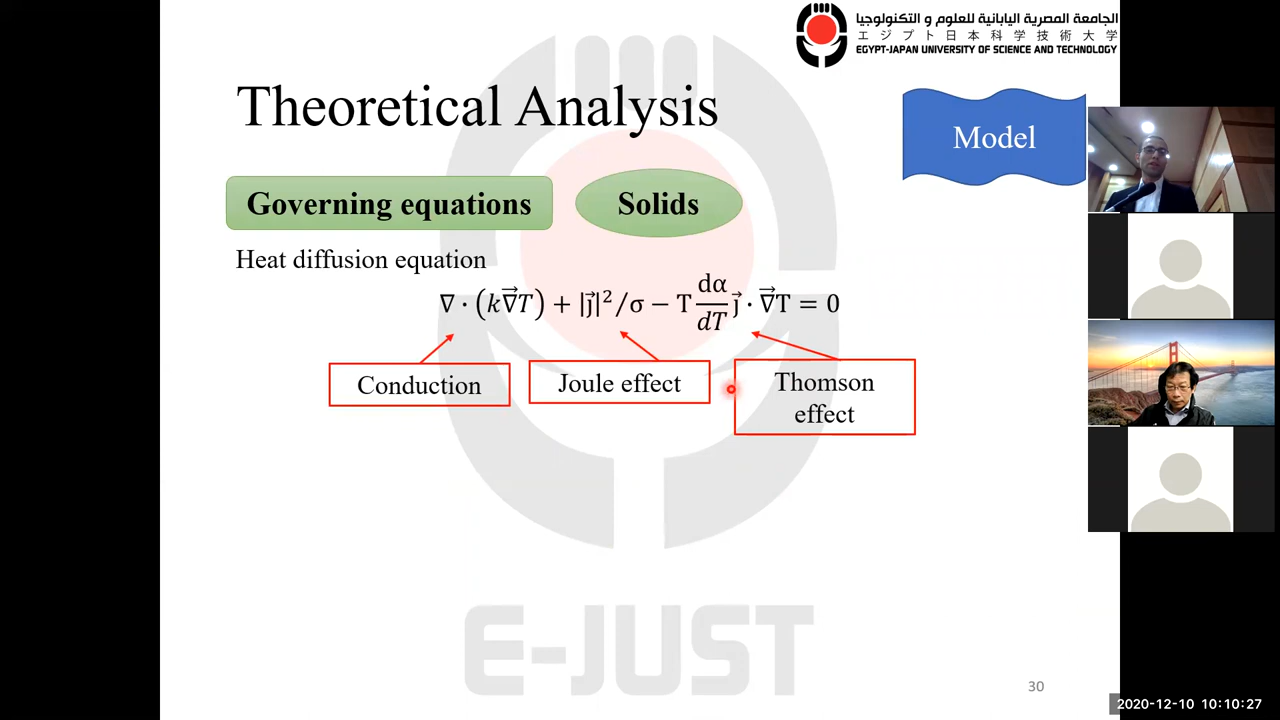 الجامعة المصرية اليابانية للعلوم و التكنولوجيا
エジプト日本科学技術大学
EGYPT-JAPAN UNIVERSITY OF SCIENCE AND TECHNOLOGY
Theoretical Analysis
Model
Governing equations
Solids
Heat diffusion equation
∇ · (k∇⃗T) + |ȷ⃗|²/σ − T dα/dT ȷ⃗ · ∇⃗T = 0
Conduction
Joule effect
Thomson
effect
E-JUST
30
2020-12-10 10:10:27